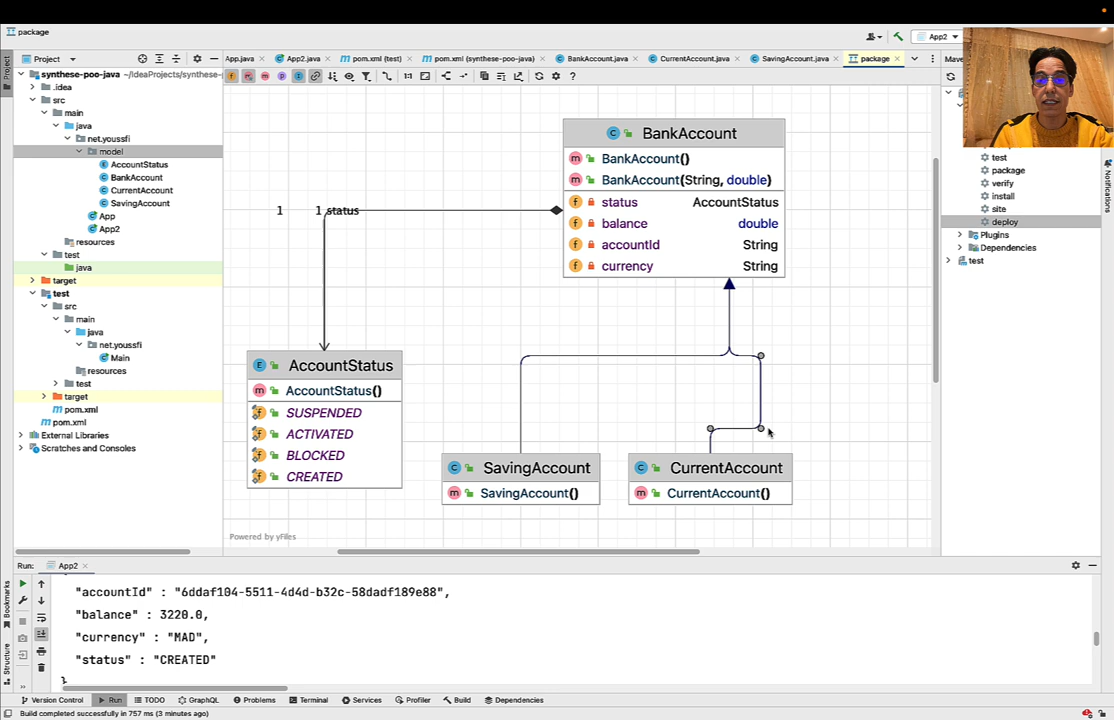 package
App2
Project
App.java
App2.java
pom.xml (test)
pom.xml (synthese-poo-java)
BankAccount.java
CurrentAccount.java
SavingAccount.java
package
Mave
1:1
synthese-poo-java ~/IdeaProjects/synthese-
.idea
src
main
java
net.youssfi
model
AccountStatus
BankAccount
CurrentAccount
SavingAccount
App
App2
resources
test
java
target
test
src
main
java
net.youssfi
Main
resources
test
target
pom.xml
pom.xml
External Libraries
Scratches and Consoles
BankAccount
BankAccount()
BankAccount(String, double)
status AccountStatus
balance double
accountId String
currency String
1 1 status
AccountStatus
AccountStatus()
SUSPENDED
ACTIVATED
BLOCKED
CREATED
SavingAccount
SavingAccount()
CurrentAccount
CurrentAccount()
Powered by yFiles
test
package
verify
install
site
deploy
Plugins
Dependencies
test
Project
Notifications
Bookmarks
Structure
Run: App2
"accountId" : "6ddaf104-5511-4d4d-b32c-58dadf189e88",
"balance" : 3220.0,
"currency" : "MAD",
"status" : "CREATED"
}
Version Control
Run
TODO
GraphQL
Problems
Terminal
Services
Profiler
Build
Dependencies
Build completed successfully in 757 ms (3 minutes ago)